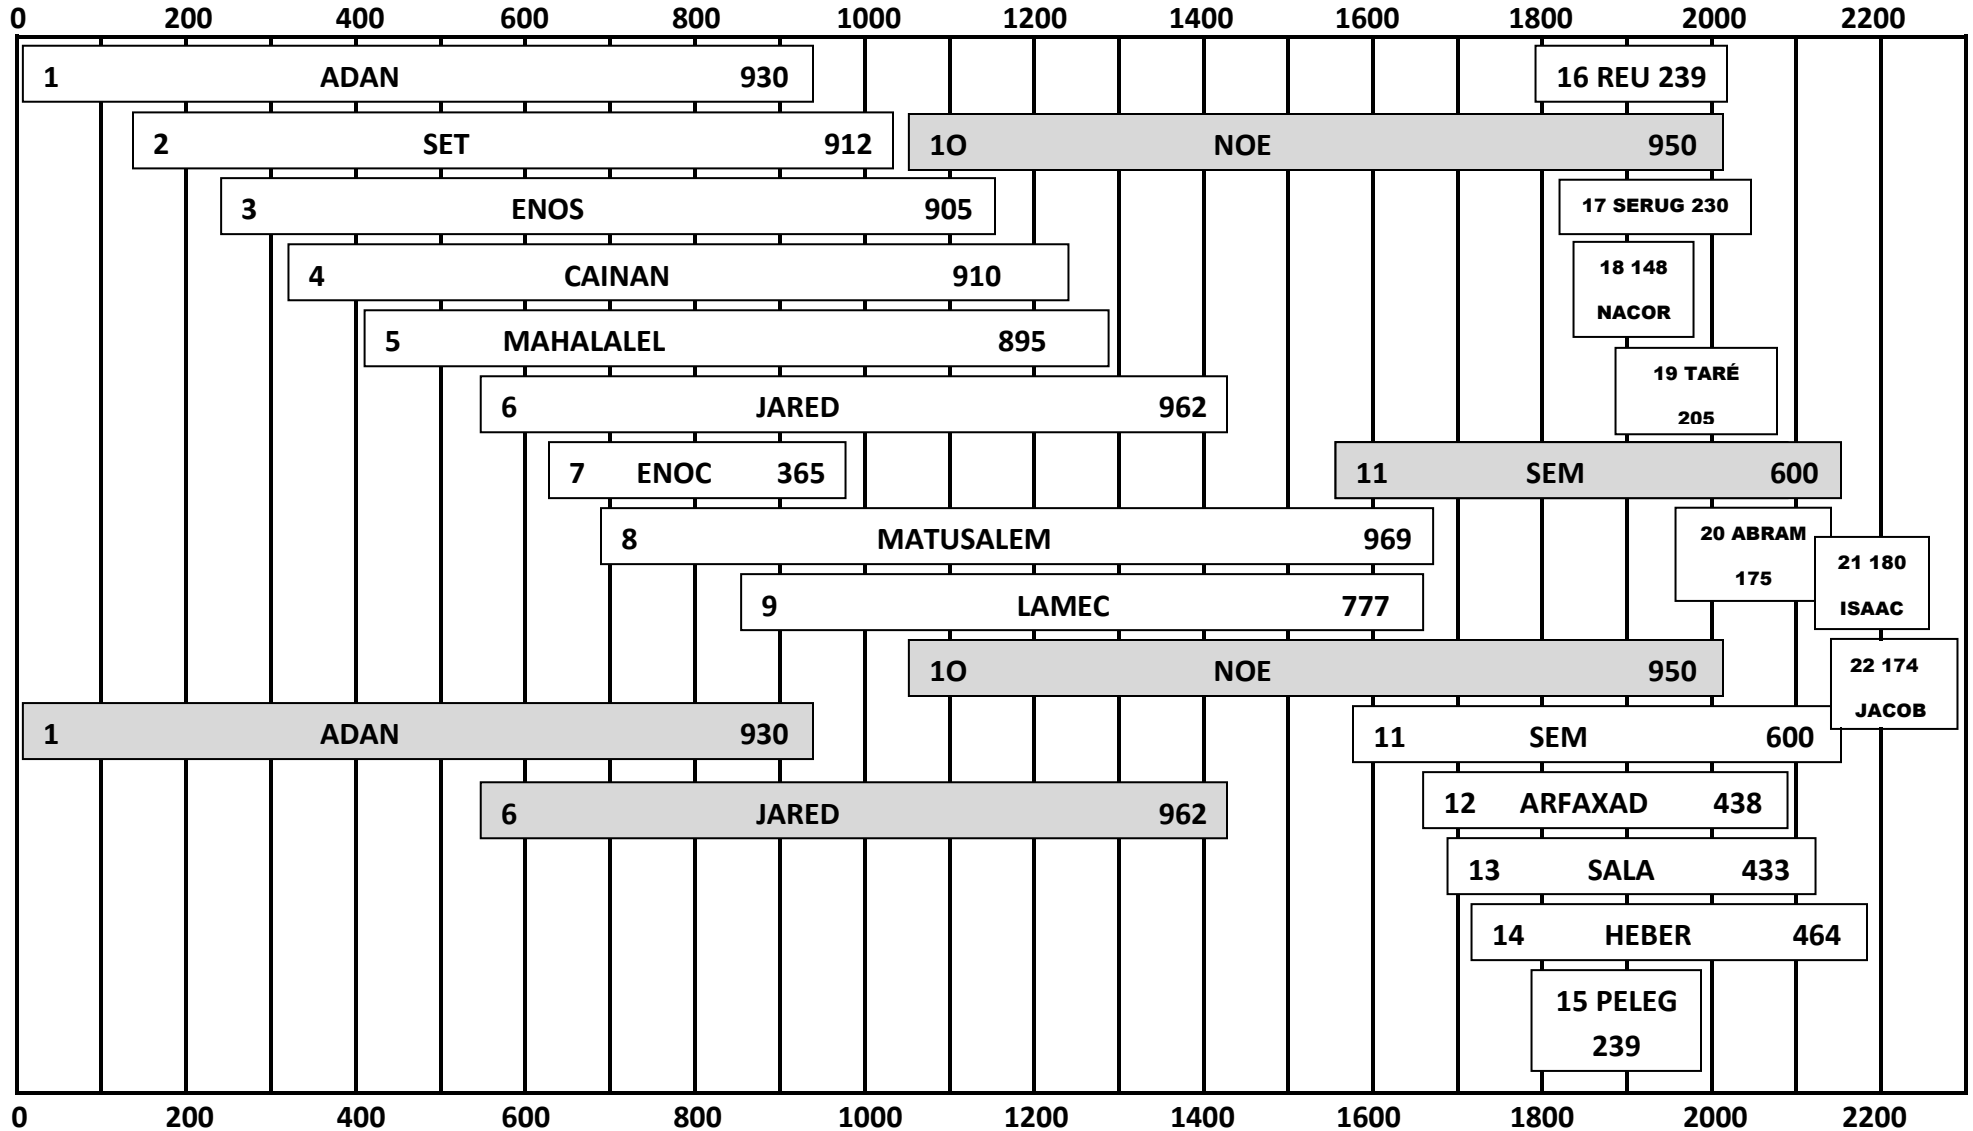 0 200 400 600 800 1000 1200 1400 1600 1800 2000 2200
1 ADAN 930
16 REU 239
2 SET 912
1O NOE 950
3 ENOS 905
17 SERUG 230
4 CAINAN 910
18 148
NACOR
5 MAHALALEL 895
19 TARÉ
205
6 JARED 962
7 ENOC 365
11 SEM 600
8 MATUSALEM 969
20 ABRAM
175
21 180
ISAAC
9 LAMEC 777
1O NOE 950
22 174
JACOB
1 ADAN 930
11 SEM 600
6 JARED 962
12 ARFAXAD 438
13 SALA 433
14 HEBER 464
15 PELEG
239
0 200 400 600 800 1000 1200 1400 1600 1800 2000 2200